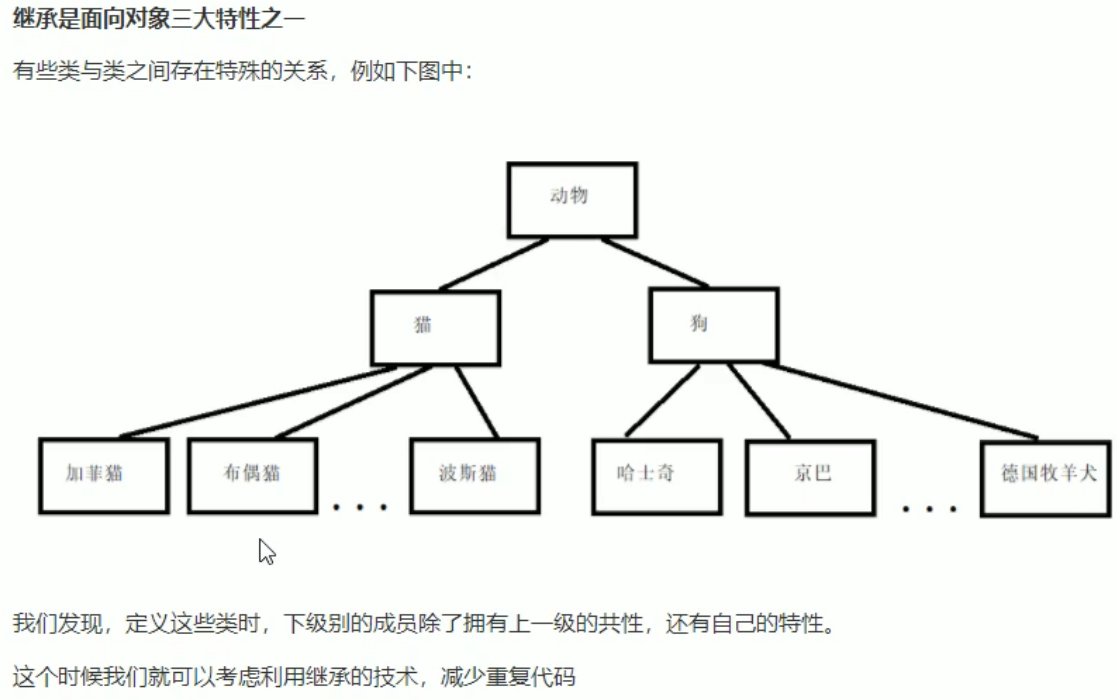 继承是面向对象三大特性之一
有些类与类之间存在特殊的关系，例如下图中：
动物
猫
狗
加菲猫
布偶猫
...
波斯猫
哈士奇
京巴
...
德国牧羊犬
我们发现，定义这些类时，下级别的成员除了拥有上一级的共性，还有自己的特性。
这个时候我们就可以考虑利用继承的技术，减少重复代码